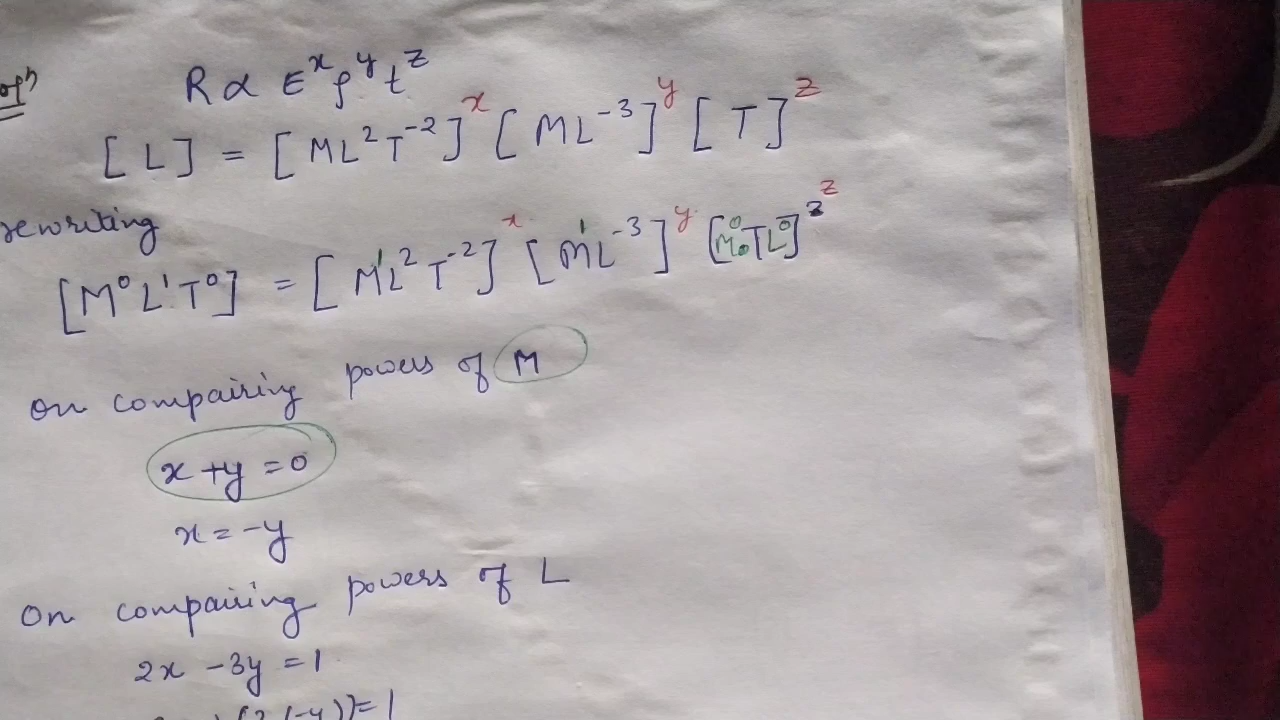 R ∝ E^x ρ^y t^z
[L] = [ML²T⁻²]^x [ML⁻³]^y [T]^z
rewriting
[M⁰L¹T⁰] = [M¹L²T⁻²]^x [M¹L⁻³]^y [M⁰TL⁰]^z z
on compairing powers of M
x+y=0
x=-y
On compairing powers of L
2x -3y =1